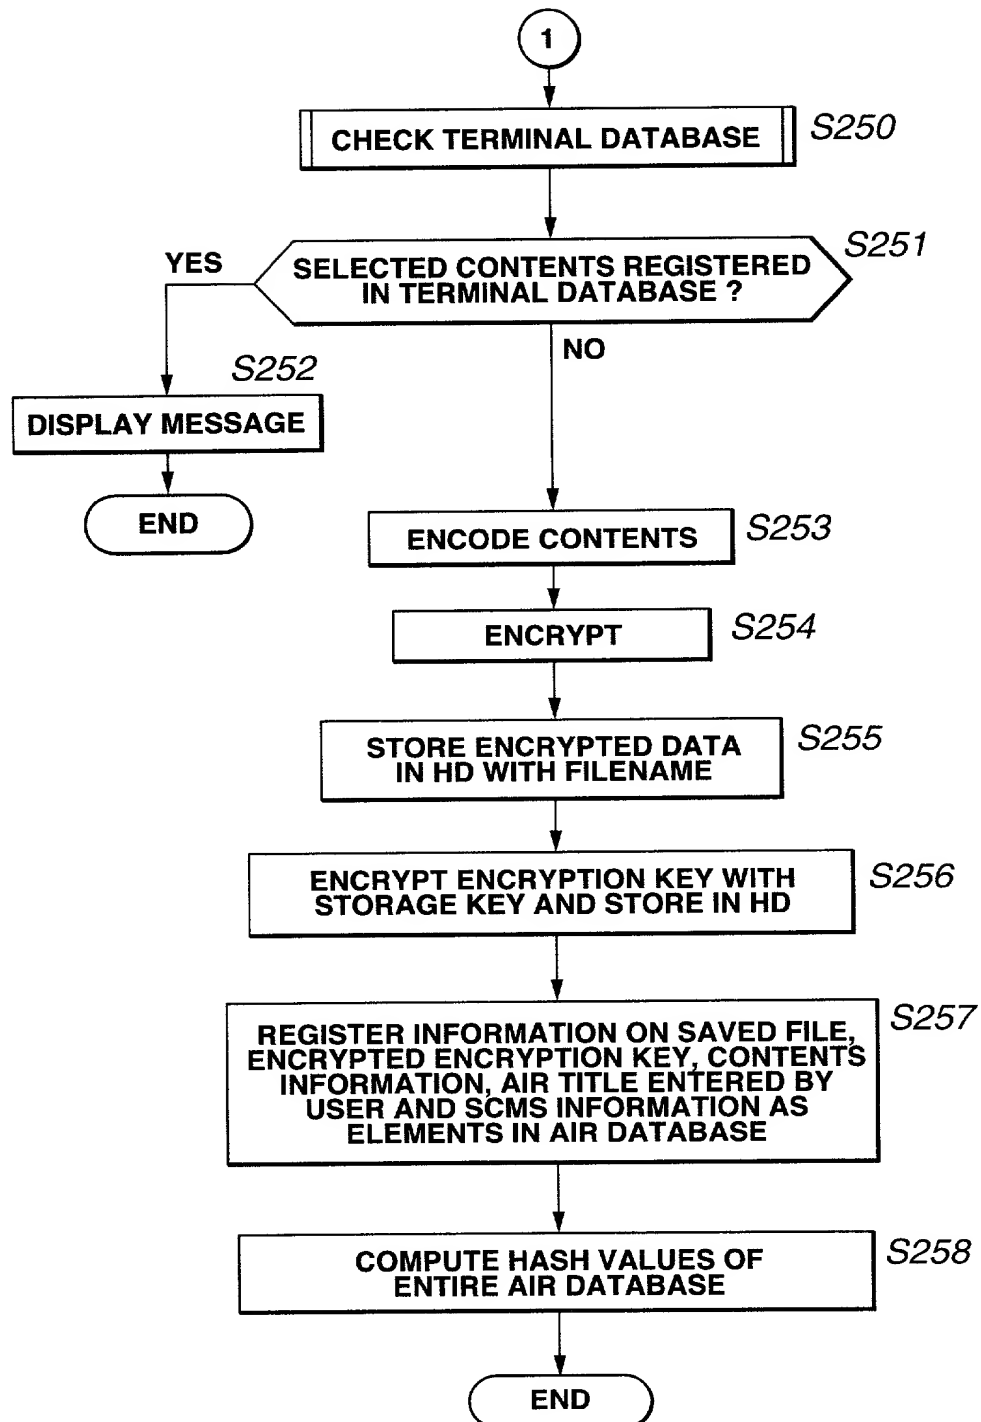 1
CHECK TERMINAL DATABASE
S250
S251
YES
SELECTED CONTENTS REGISTERED
IN TERMINAL DATABASE ?
NO
S252
DISPLAY MESSAGE
END
ENCODE CONTENTS
S253
ENCRYPT
S254
STORE ENCRYPTED DATA
IN HD WITH FILENAME
S255
ENCRYPT ENCRYPTION KEY WITH
STORAGE KEY AND STORE IN HD
S256
REGISTER INFORMATION ON SAVED FILE,
ENCRYPTED ENCRYPTION KEY, CONTENTS
INFORMATION, AIR TITLE ENTERED BY
USER AND SCMS INFORMATION AS
ELEMENTS IN AIR DATABASE
S257
COMPUTE HASH VALUES OF
ENTIRE AIR DATABASE
S258
END